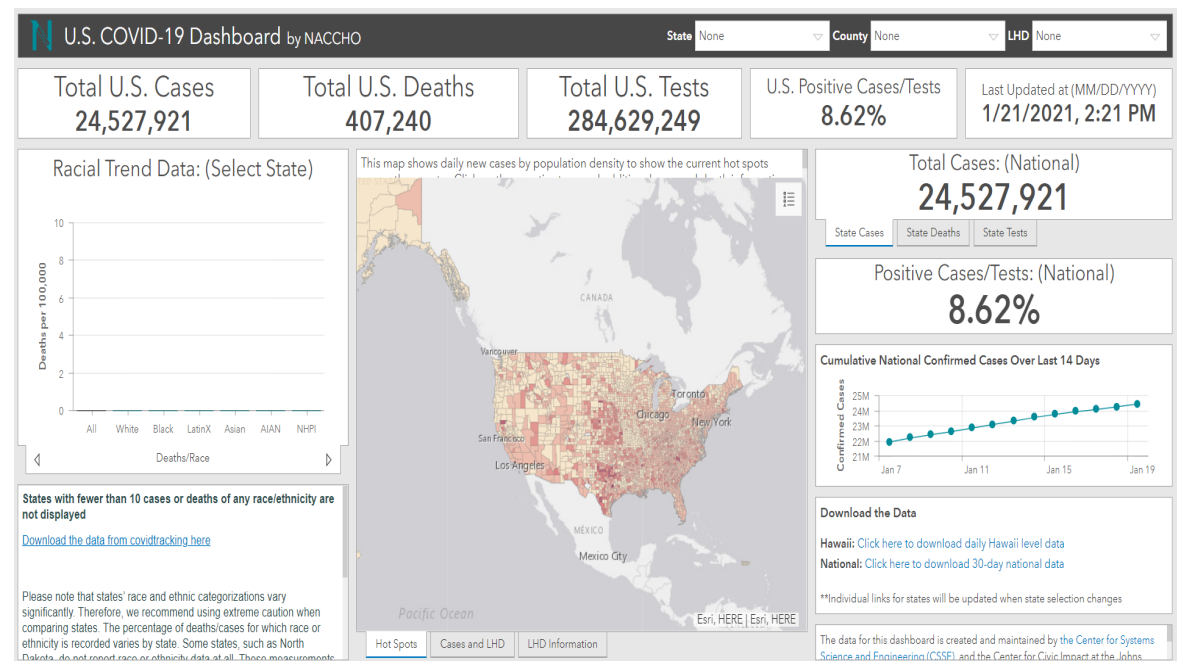 U.S. COVID-19 Dashboard by NACCHO
State None County None LHD None
Total U.S. Cases
24,527,921
Total U.S. Deaths
407,240
Total U.S. Tests
284,629,249
U.S. Positive Cases/Tests
8.62%
Last Updated at (MM/DD/YYYY)
1/21/2021, 2:21 PM
Racial Trend Data: (Select State)
Deaths per 100,000
10
8
6
4
2
0
All White Black LatinX Asian AIAN NHPI
Deaths/Race
States with fewer than 10 cases or deaths of any race/ethnicity are
not displayed
Download the data from covidtracking here
Please note that states' race and ethnic categorizations vary
significantly. Therefore, we recommend using extreme caution when
comparing states. The percentage of deaths/cases for which race or
ethnicity is recorded varies by state. Some states, such as North
Dakota, do not report race or ethnicity data at all. These measurements
This map shows daily new cases by population density to show the current hot spots
CANADA
Vancouver
Toronto
Chicago
New York
San Francisco
Los Angeles
MÉXICO
Mexico City
Pacific Ocean
Esri, HERE | Esri, HERE
Hot Spots Cases and LHD LHD Information
Total Cases: (National)
24,527,921
State Cases State Deaths State Tests
Positive Cases/Tests: (National)
8.62%
Cumulative National Confirmed Cases Over Last 14 Days
Confirmed Cases
25M
24M
23M
22M
21M
Jan 7 Jan 11 Jan 15 Jan 19
Download the Data
Hawaii: Click here to download daily Hawaii level data
National: Click here to download 30-day national data
**Individual links for states will be updated when state selection changes
The data for this dashboard is created and maintained by the Center for Systems
Science and Engineering (CSSE), and the Center for Civic Impact at the Johns